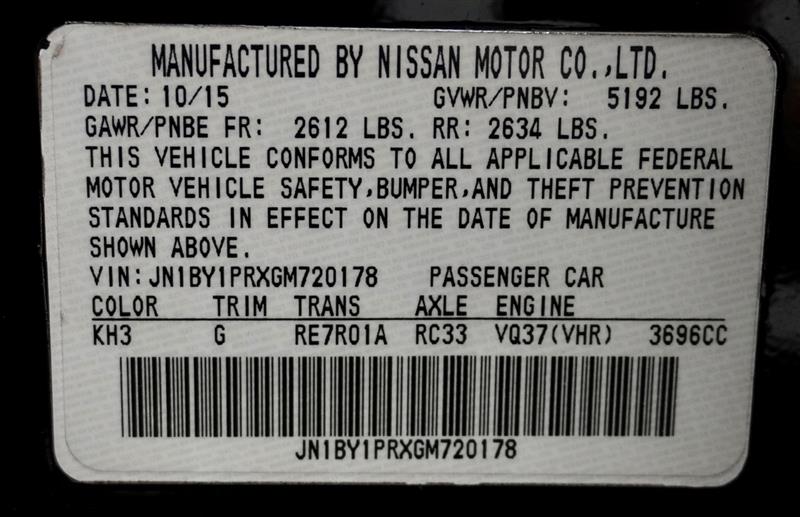 MANUFACTURED BY NISSAN MOTOR CO.,LTD.
DATE: 10/15 GVWR/PNBV: 5192 LBS.
GAWR/PNBE FR: 2612 LBS. RR: 2634 LBS.
THIS VEHICLE CONFORMS TO ALL APPLICABLE FEDERAL
MOTOR VEHICLE SAFETY,BUMPER,AND THEFT PREVENTION
STANDARDS IN EFFECT ON THE DATE OF MANUFACTURE
SHOWN ABOVE.
VIN:JN1BY1PRXGM720178 PASSENGER CAR
COLOR TRIM TRANS AXLE ENGINE
KH3 G RE7R01A RC33 VQ37(VHR) 3696CC
JN1BY1PRXGM720178